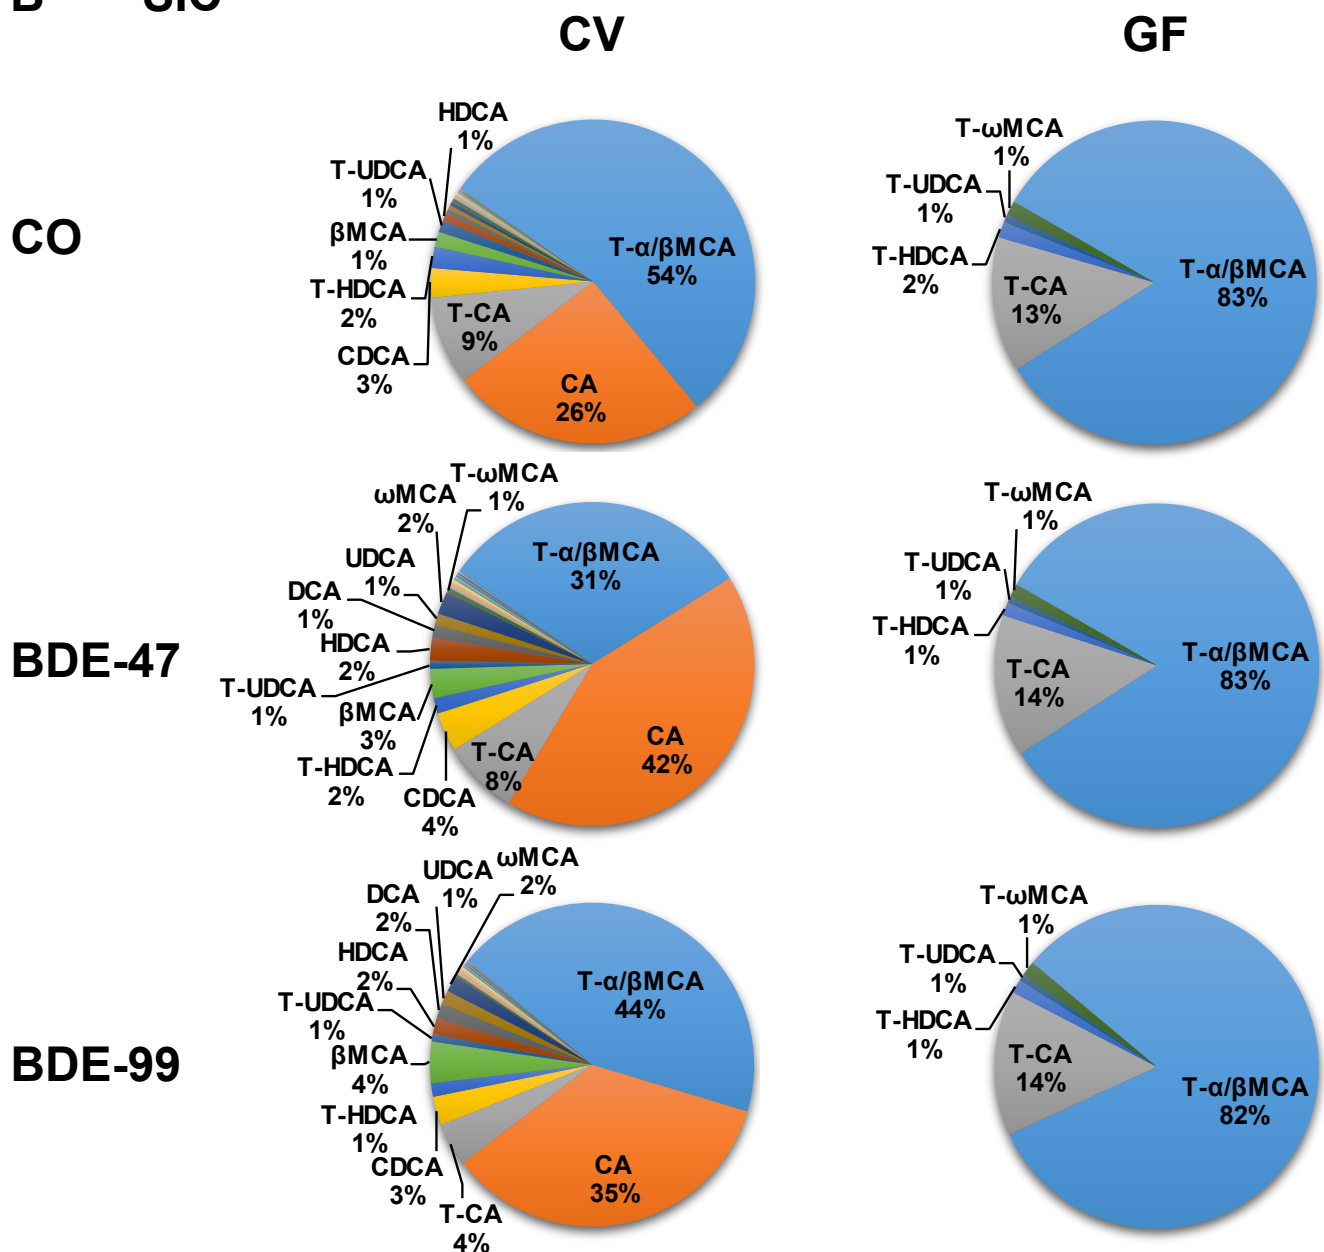 B
CV
GF
CO
HDCA
1%
T-UDCA
1%
βMCA
1%
T-HDCA
2%
CDCA
3%
T-CA
9%
CA
26%
T-α/βMCA
54%
T-ωMCA
1%
T-UDCA
1%
T-HDCA
2%
T-CA
13%
T-α/βMCA
83%
BDE-47
T-ωMCA
1%
ωMCA
2%
UDCA
1%
DCA
1%
HDCA
2%
T-UDCA
1%
βMCA
3%
T-HDCA
2%
CDCA
4%
T-CA
8%
CA
42%
T-α/βMCA
31%
T-ωMCA
1%
T-UDCA
1%
T-HDCA
1%
T-CA
14%
T-α/βMCA
83%
BDE-99
ωMCA
2%
UDCA
1%
DCA
2%
HDCA
2%
T-UDCA
1%
βMCA
4%
T-HDCA
1%
CDCA
3%
T-CA
4%
CA
35%
T-α/βMCA
44%
T-ωMCA
1%
T-UDCA
1%
T-HDCA
1%
T-CA
14%
T-α/βMCA
82%